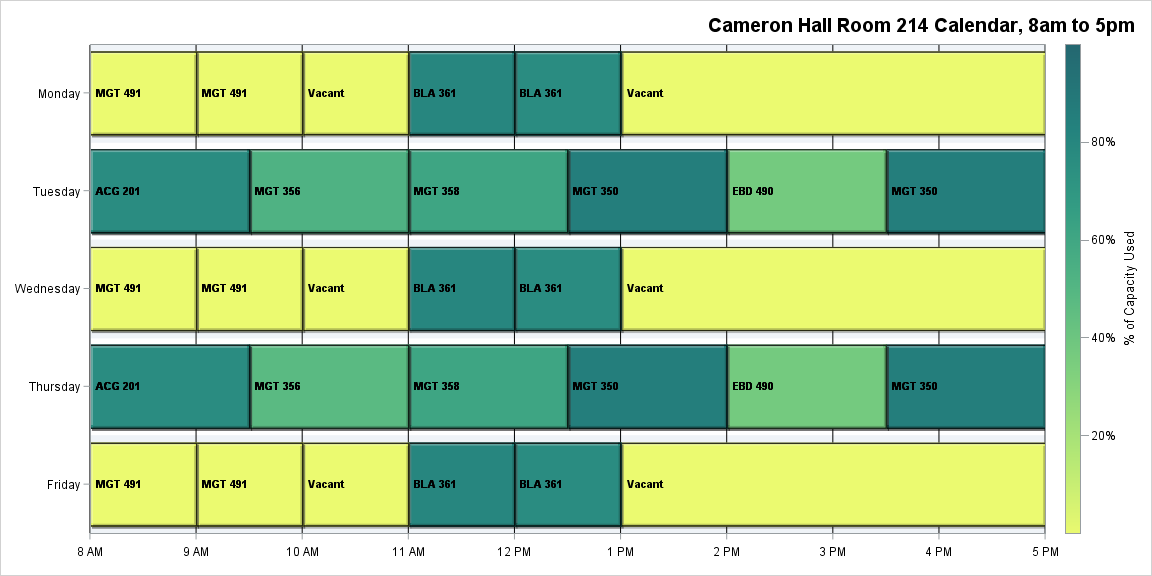 Cameron Hall Room 214 Calendar, 8am to 5pm
Monday MGT 491 MGT 491 Vacant BLA 361 BLA 361 Vacant
80%
Tuesday ACG 201 MGT 356 MGT 358 MGT 350 EBD 490 MGT 350
60%
% of Capacity Used
Wednesday MGT 491 MGT 491 Vacant BLA 361 BLA 361 Vacant
40%
Thursday ACG 201 MGT 356 MGT 358 MGT 350 EBD 490 MGT 350
20%
Friday MGT 491 MGT 491 Vacant BLA 361 BLA 361 Vacant
8 AM 9 AM 10 AM 11 AM 12 PM 1 PM 2 PM 3 PM 4 PM 5 PM